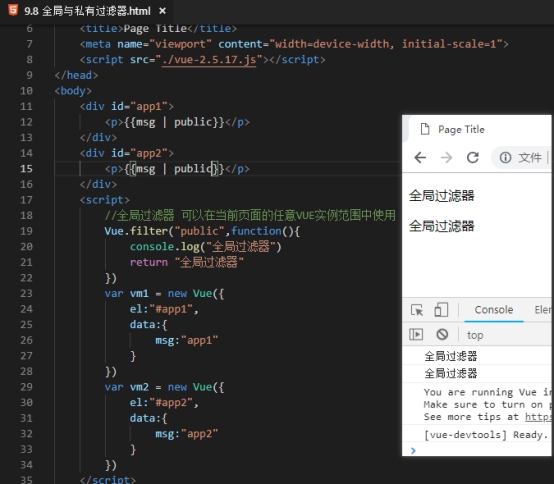 9.8 全局与私有过滤器.html ×
6 <title>Page Title</title>
7 <meta name="viewport" content="width=device-width, initial-scale=1">
8 <script src="./vue-2.5.17.js"></script>
9 </head>
10 <body>
11 <div id="app1">
12 <p>{{msg | public}}</p>
13 </div>
14 <div id="app2">
15 <p>{{msg | public}}</p>
16 </div>
17 <script>
18 //全局过滤器 可以在当前页面的任意VUE实例范围中使用
19 Vue.filter("public",function(){
20 console.log("全局过滤器")
21 return "全局过滤器"
22 })
23 var vm1 = new Vue({
24 el:"#app1",
25 data:{
26 msg:"app1"
27 }
28 })
29 var vm2 = new Vue({
30 el:"#app2",
31 data:{
32 msg:"app2"
33 }
34 })
35 </script>
Page Title
文件
全局过滤器
全局过滤器
Console Elen
top
全局过滤器
全局过滤器
You are running Vue in
Make sure to turn on p
See more tips at https
[vue-devtools] Ready.